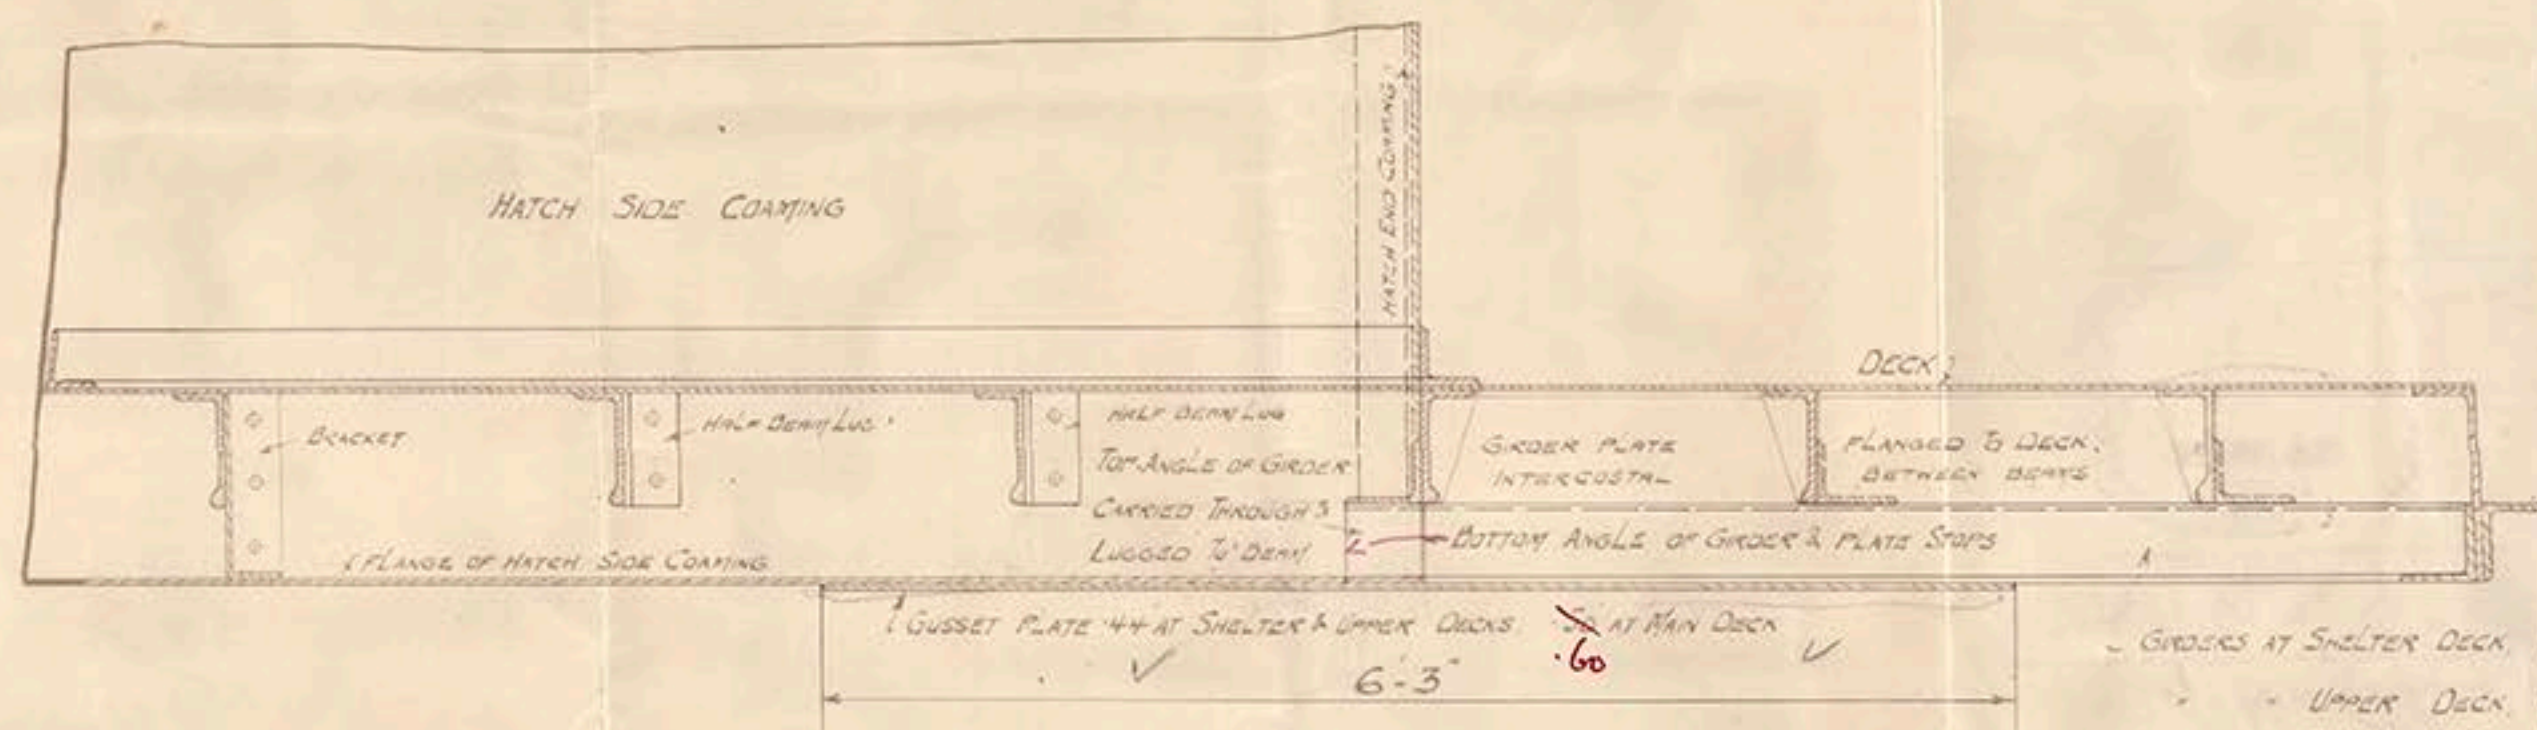 HATCH SIDE COAMING
HATCH END COAMING
DECK
BRACKET
HALF BEAM LUG
HALF BEAM LUG
TOP ANGLE OF GIRDER
CARRIED THROUGH &
LUGGED TO BEAM
GIRDER PLATE
INTERCOSTAL
FLANGED TO DECK.
BETWEEN BEAMS
BOTTOM ANGLE OF GIRDER & PLATE STOPS
FLANGE OF HATCH SIDE COAMING
GUSSET PLATE .44 AT SHELTER & UPPER DECKS. .50 AT MAIN DECK
.60
6'-3"
GIRDERS AT SHELTER DECK.
" " UPPER DECK.